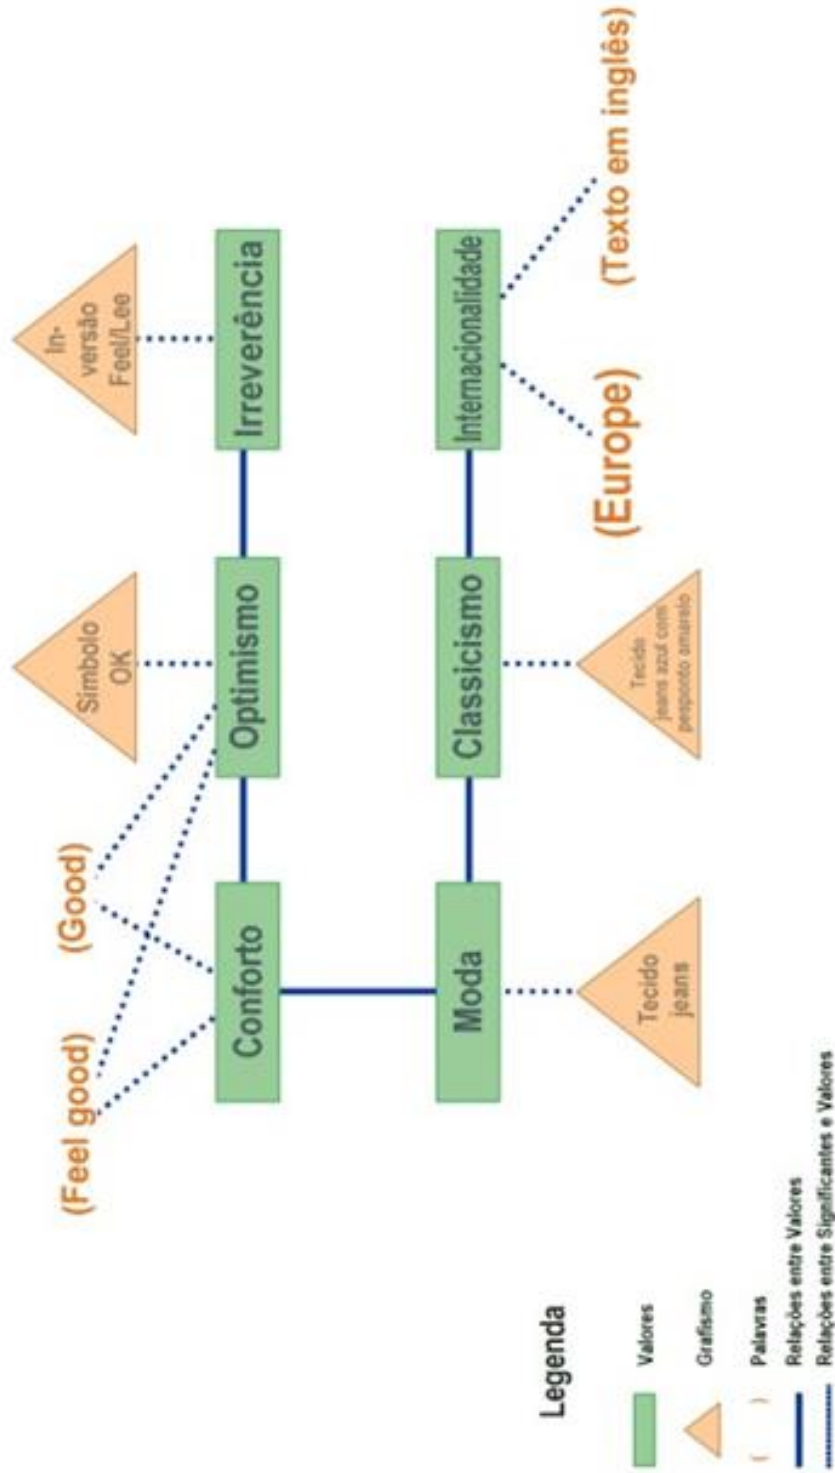 In-
versão
Feel/Lee
Símbolo
OK
(Good)
(Feel good)
Conforto
Optimismo
Irreverência
Moda
Classicismo
Internacionalidade
Tecido
jeans
Tecido
jeans azul com
pesponto amarelo
(Europe)
(Texto em inglês)
Legenda
Valores
Grafismo
( ) Palavras
Relações entre Valores
Relações entre Significantes e Valores